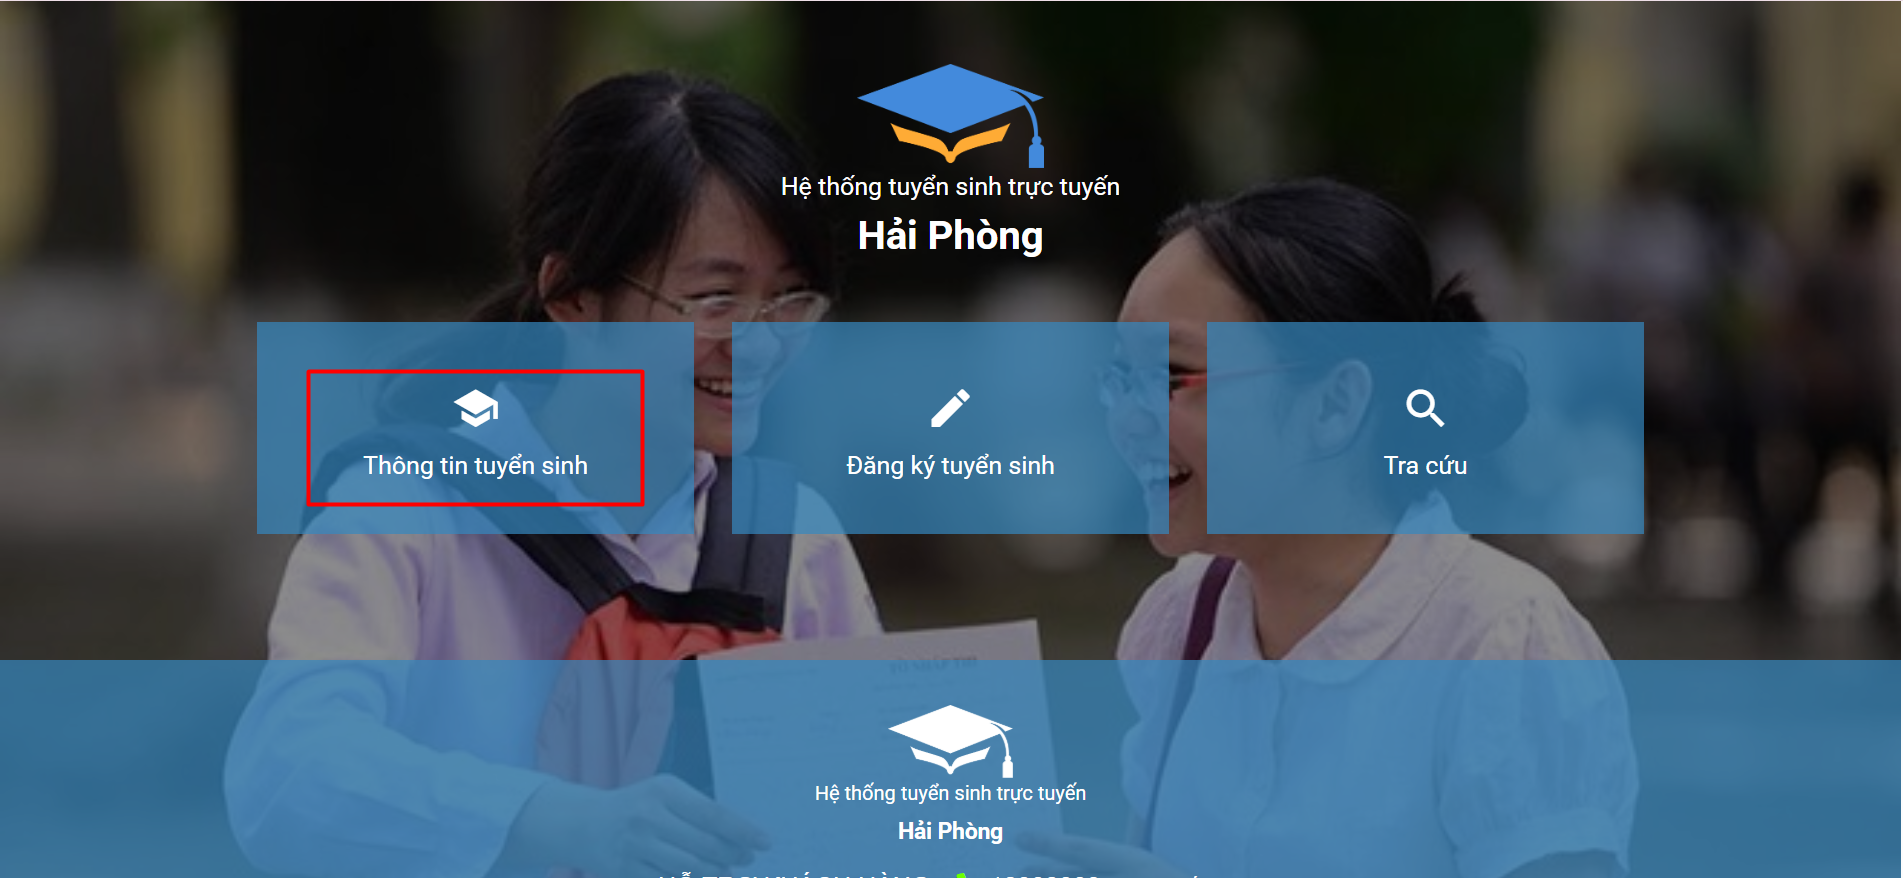 Hệ thống tuyển sinh trực tuyến
Hải Phòng
Thông tin tuyển sinh
Đăng ký tuyển sinh
Tra cứu
Hệ thống tuyển sinh trực tuyến
Hải Phòng